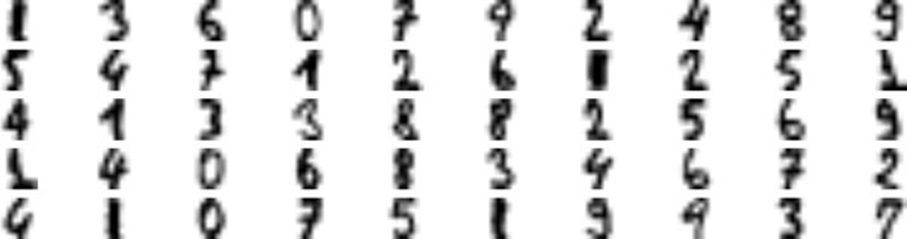 1 3 6 0 7 9 2 4 8 9
5 4 7 1 2 6 1 2 5 1
4 1 3 3 8 8 2 5 6 9
1 4 0 6 8 3 4 6 7 2
9 1 0 7 5 1 9 9 3 7